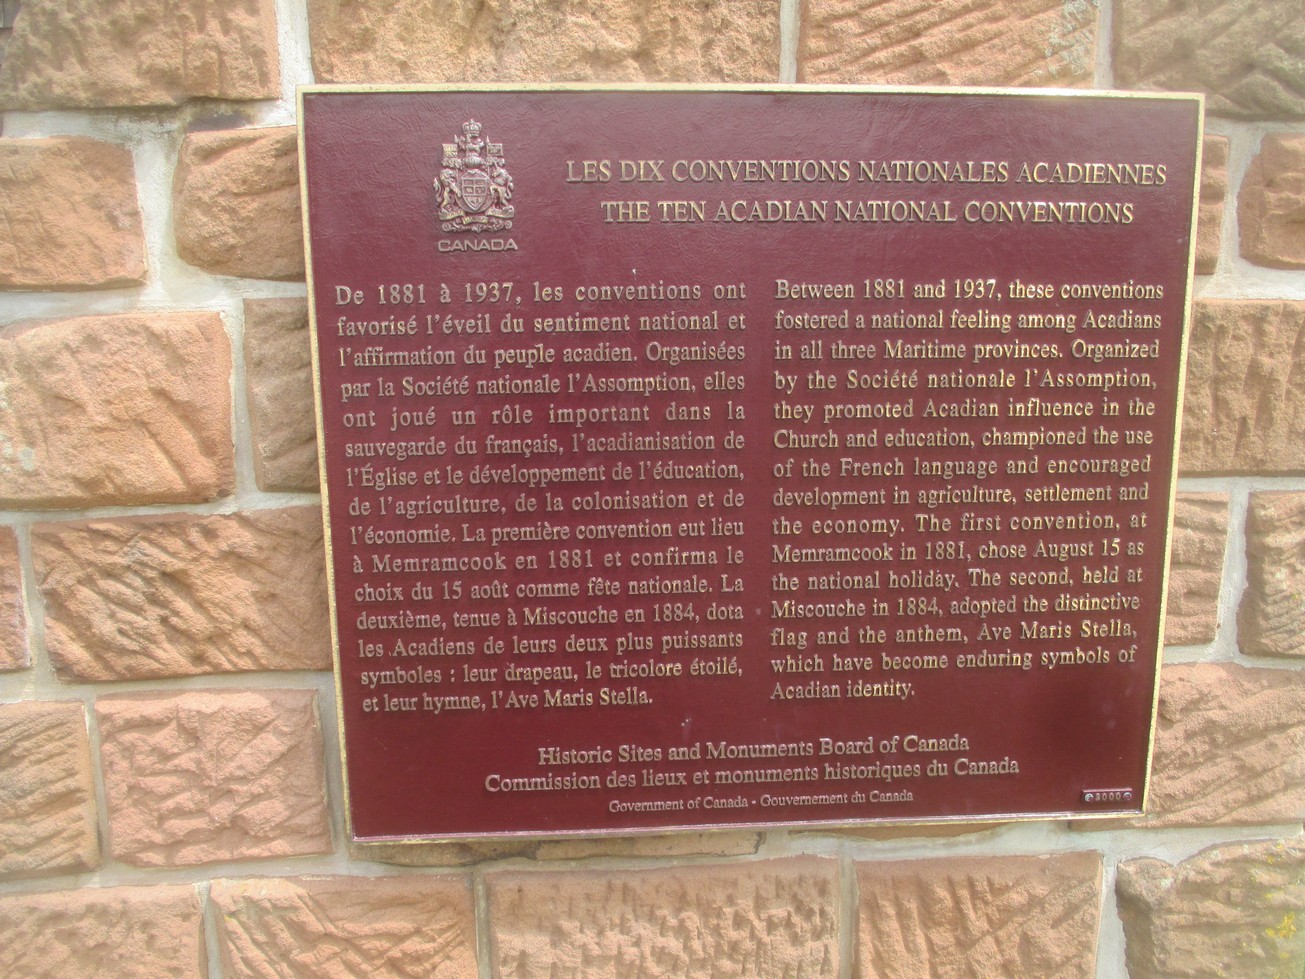 CANADA
LES DIX CONVENTIONS NATIONALES ACADIENNES
THE TEN ACADIAN NATIONAL CONVENTIONS
De 1881 à 1937, les conventions ont
favorisé l'éveil du sentiment national et
l'affirmation du peuple acadien. Organisées
par la Société nationale l'Assomption, elles
ont joué un rôle important dans la
sauvegarde du français, l'acadianisation de
l'Église et le développement de l'éducation,
de l'agriculture, de la colonisation et de
l'économie. La première convention eut lieu
à Memramcook en 1881 et confirma le
choix du 15 août comme fête nationale. La
deuxième, tenue à Miscouche en 1884, dota
les Acadiens de leurs deux plus puissants
symboles : leur drapeau, le tricolore étoilé,
et leur hymne, l'Ave Maris Stella.
Between 1881 and 1937, these conventions
fostered a national feeling among Acadians
in all three Maritime provinces. Organized
by the Société nationale l'Assomption,
they promoted Acadian influence in the
Church and education, championed the use
of the French language and encouraged
development in agriculture, settlement and
the economy. The first convention, at
Memramcook in 1881, chose August 15 as
the national holiday. The second, held at
Miscouche in 1884, adopted the distinctive
flag and the anthem, Ave Maris Stella,
which have become enduring symbols of
Acadian identity.
Historic Sites and Monuments Board of Canada
Commission des lieux et monuments historiques du Canada
Government of Canada - Gouvernement du Canada